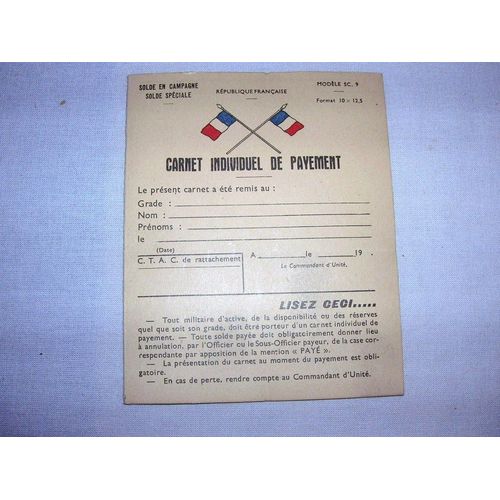 SOLDE EN CAMPAGNE
SOLDE SPÉCIALE
RÉPUBLIQUE FRANÇAISE
MODÈLE SC. 9
Format 10 × 12,5
CARNET INDIVIDUEL DE PAYEMENT
Le présent carnet a été remis au :
Grade :
Nom :
Prénoms :
le
(Date)
C. T. A. C. de rattachement
A le 19 .
Le Commandant d'Unité,
LISEZ CECI.....
— Tout militaire d'active, de la disponibilité ou des réserves
quel que soit son grade, doit être porteur d'un carnet individuel de
payement. — Toute solde payée doit obligatoirement donner lieu
à annulation, par l'Officier ou le Sous-Officier payeur, de la case cor-
respondante par apposition de la mention « PAYÉ ».
— La présentation du carnet au moment du payement est obli-
gatoire.
— En cas de perte, rendre compte au Commandant d'Unité.